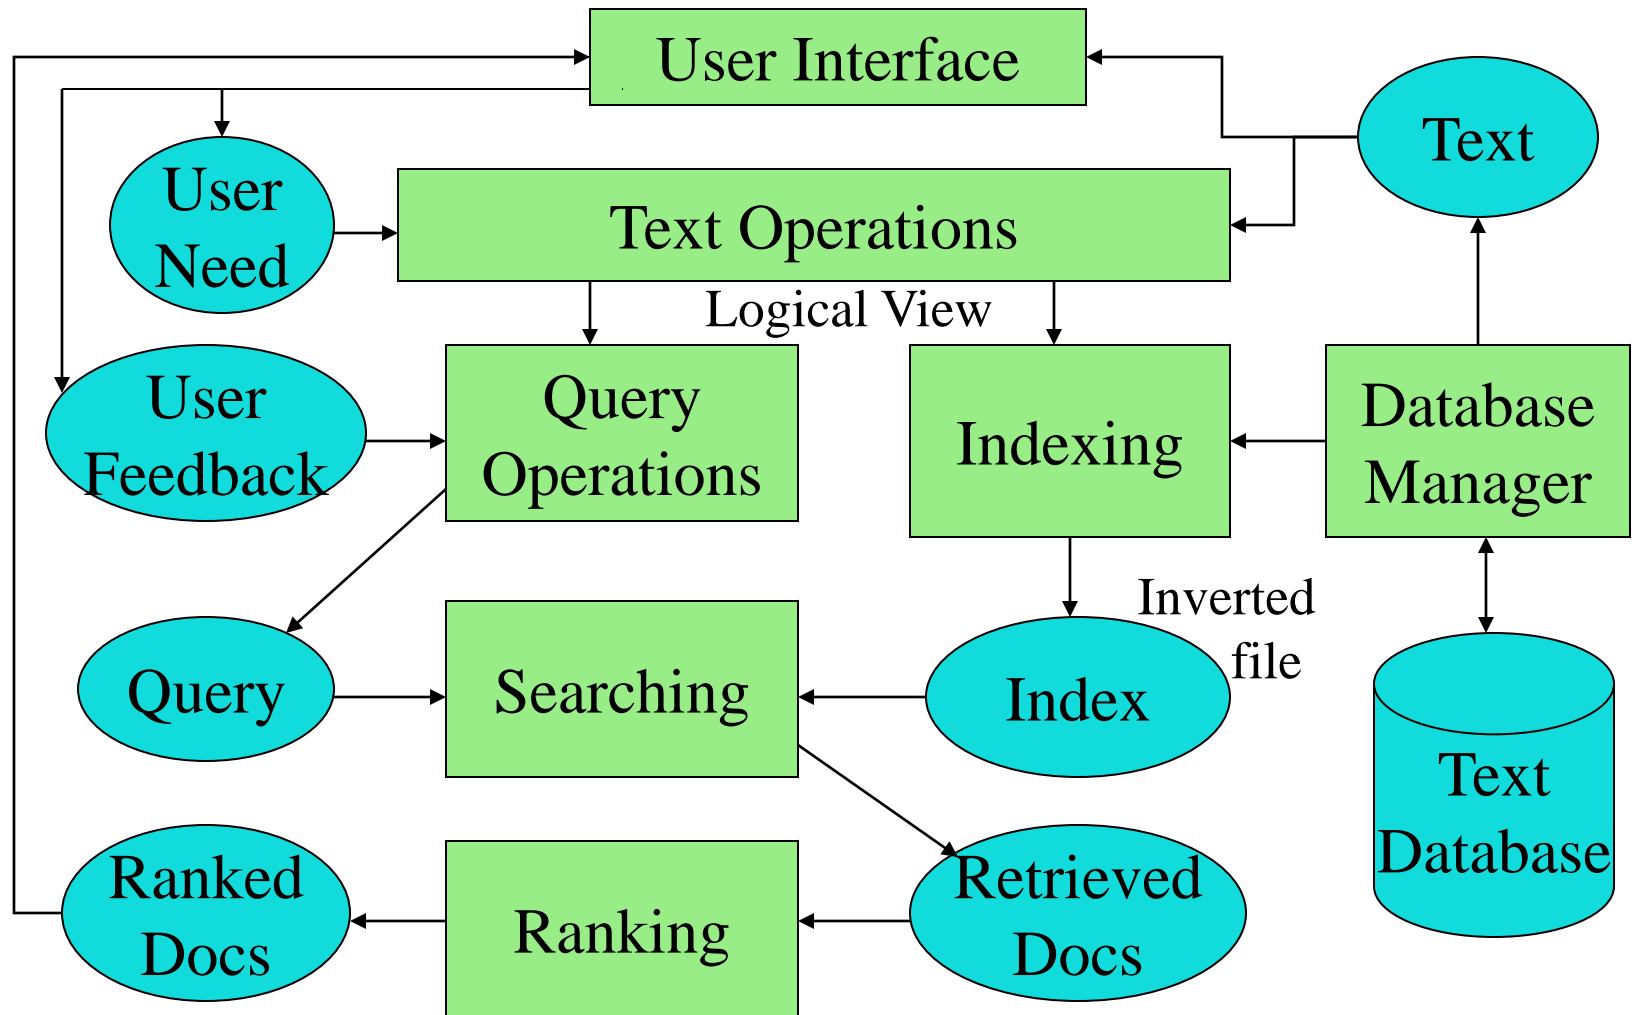 User Interface
Text
User
Need
Text Operations
Logical View
User
Feedback
Query
Operations
Indexing
Database
Manager
Inverted
file
Query
Searching
Index
Text
Database
Ranked
Docs
Ranking
Retrieved
Docs